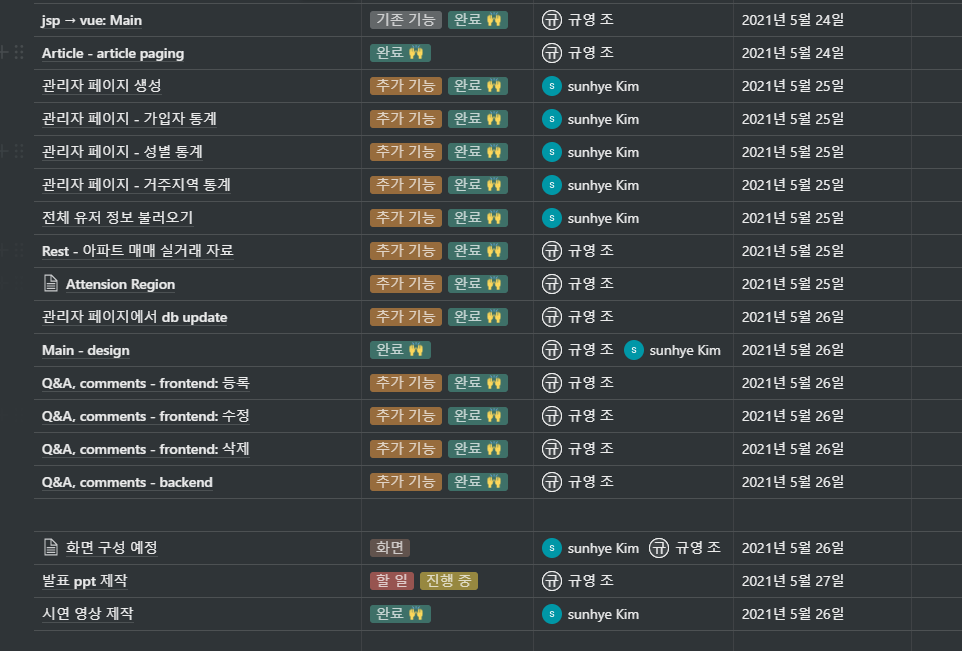 jsp → vue: Main 기존 기능 완료 🙌 규 규영 조 2021년 5월 24일
Article - article paging 완료 🙌 규 규영 조 2021년 5월 24일
관리자 페이지 생성 추가 기능 완료 🙌 S sunhye Kim 2021년 5월 25일
관리자 페이지 - 가입자 통계 추가 기능 완료 🙌 S sunhye Kim 2021년 5월 25일
관리자 페이지 - 성별 통계 추가 기능 완료 🙌 S sunhye Kim 2021년 5월 25일
관리자 페이지 - 거주지역 통계 추가 기능 완료 🙌 S sunhye Kim 2021년 5월 25일
전체 유저 정보 불러오기 추가 기능 완료 🙌 S sunhye Kim 2021년 5월 25일
Rest - 아파트 매매 실거래 자료 추가 기능 완료 🙌 규 규영 조 2021년 5월 25일
Attension Region 추가 기능 완료 🙌 규 규영 조 2021년 5월 25일
관리자 페이지에서 db update 추가 기능 완료 🙌 규 규영 조 2021년 5월 26일
Main - design 완료 🙌 규 규영 조 S sunhye Kim 2021년 5월 26일
Q&A, comments - frontend: 등록 추가 기능 완료 🙌 규 규영 조 2021년 5월 26일
Q&A, comments - frontend: 수정 추가 기능 완료 🙌 규 규영 조 2021년 5월 26일
Q&A, comments - frontend: 삭제 추가 기능 완료 🙌 규 규영 조 2021년 5월 26일
Q&A, comments - backend 추가 기능 완료 🙌 규 규영 조 2021년 5월 26일
화면 구성 예정 화면 S sunhye Kim 규 규영 조 2021년 5월 26일
발표 ppt 제작 할 일 진행 중 규 규영 조 2021년 5월 27일
시연 영상 제작 완료 🙌 S sunhye Kim 2021년 5월 26일